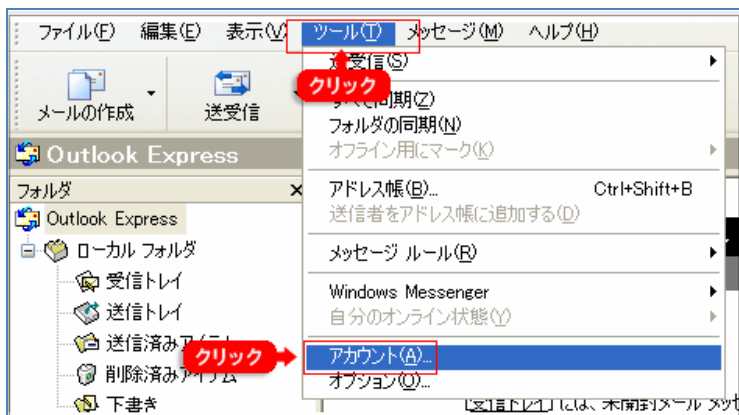 ファイル(F) 編集(E) 表示(V) ツール(T) メッセージ(M) ヘルプ(H)
クリック
送受信(S)
メールの作成 送受信
すべて同期(Z)
フォルダの同期(N)
オフライン用にマーク(K)
Outlook Express
フォルダ ×
アドレス帳(B)... Ctrl+Shift+B
送信者をアドレス帳に追加する(D)
Outlook Express
ローカル フォルダ
メッセージ ルール(R)
受信トレイ
Windows Messenger
送信トレイ
自分のオンライン状態(Y)
送信済みアイテム
クリック
アカウント(A)...
削除済みアイテム
オプション(O)...
下書き
[受信トレイ] には、未開封メール メッセ